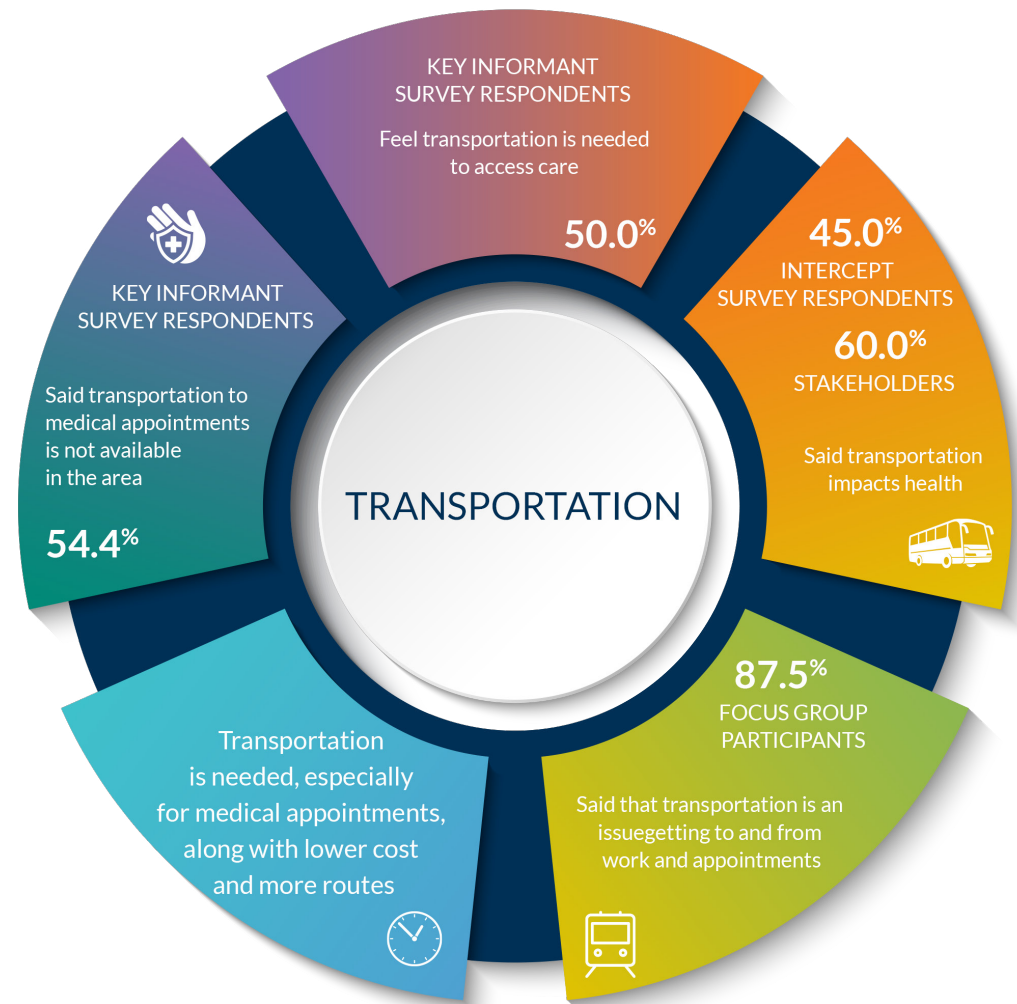 KEY INFORMANT
SURVEY RESPONDENTS
Feel transportation is needed
to access care
50.0%
45.0%
INTERCEPT
SURVEY RESPONDENTS
60.0%
STAKEHOLDERS
Said transportation
impacts health
87.5%
FOCUS GROUP
PARTICIPANTS
Said that transportation is an
issuegetting to and from
work and appointments
Transportation
is needed, especially
for medical appointments,
along with lower cost
and more routes
KEY INFORMANT
SURVEY RESPONDENTS
Said transportation to
medical appointments
is not available
in the area
54.4%
TRANSPORTATION